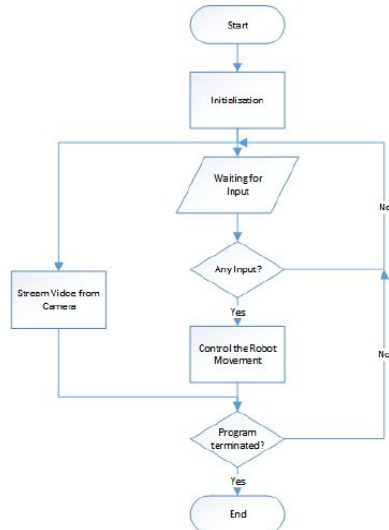 Start
Initialisation
Waiting for
Input
No
Any Input?
Stream Vidoe from
Camera
Yes
Control the Robot
Movement
No
Program
terminated?
Yes
End